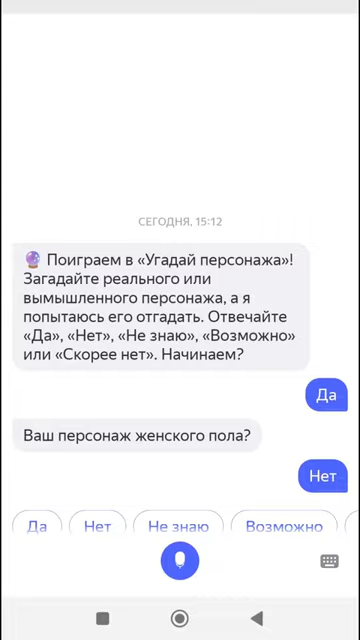 СЕГОДНЯ, 15:12
🔮 Поиграем в «Угадай персонажа»!
Загадайте реального или
вымышленного персонажа, а я
попытаюсь его отгадать. Отвечайте
«Да», «Нет», «Не знаю», «Возможно»
или «Скорее нет». Начинаем?
Да
Ваш персонаж женского пола?
Нет
Да Нет Не знаю Возможно